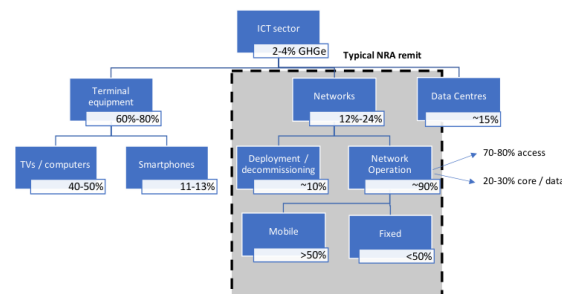 ICT sector
2-4% GHGe
Typical NRA remit
Terminal
equipment
60%-80%
Networks
12%-24%
Data Centres
~15%
TVs / computers
40-50%
Smartphones
11-13%
Deployment /
decommissioning
~10%
Network
Operation
~90%
70-80% access
20-30% core / data
Mobile
>50%
Fixed
<50%